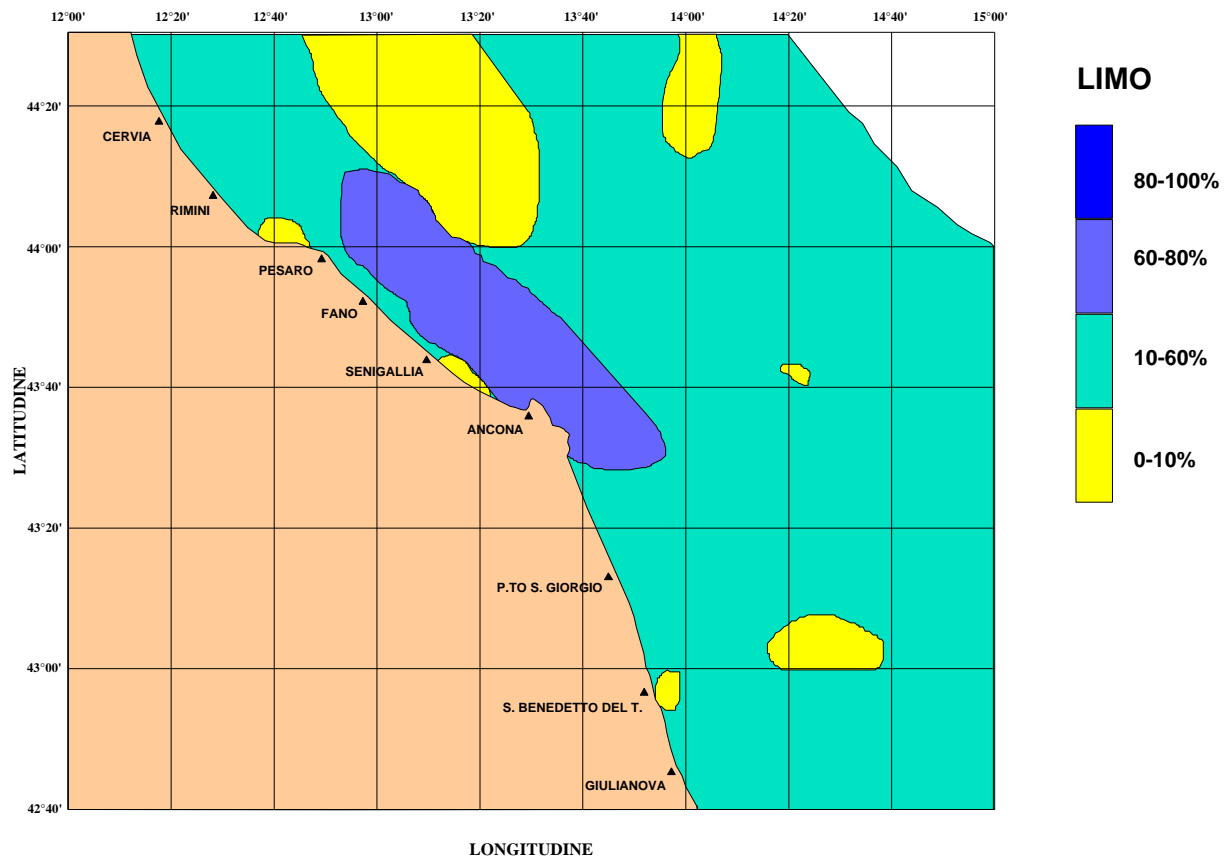 12°00' 12°20' 12°40' 13°00' 13°20' 13°40' 14°00' 14°20' 14°40' 15°00'
LIMO
44°20'
CERVIA
80-100%
RIMINI
44°00'
60-80%
PESARO
FANO
10-60%
SENIGALLIA
43°40'
ANCONA
LATITUDINE
0-10%
43°20'
P.TO S. GIORGIO
43°00'
S. BENEDETTO DEL T.
GIULIANOVA
42°40'
LONGITUDINE